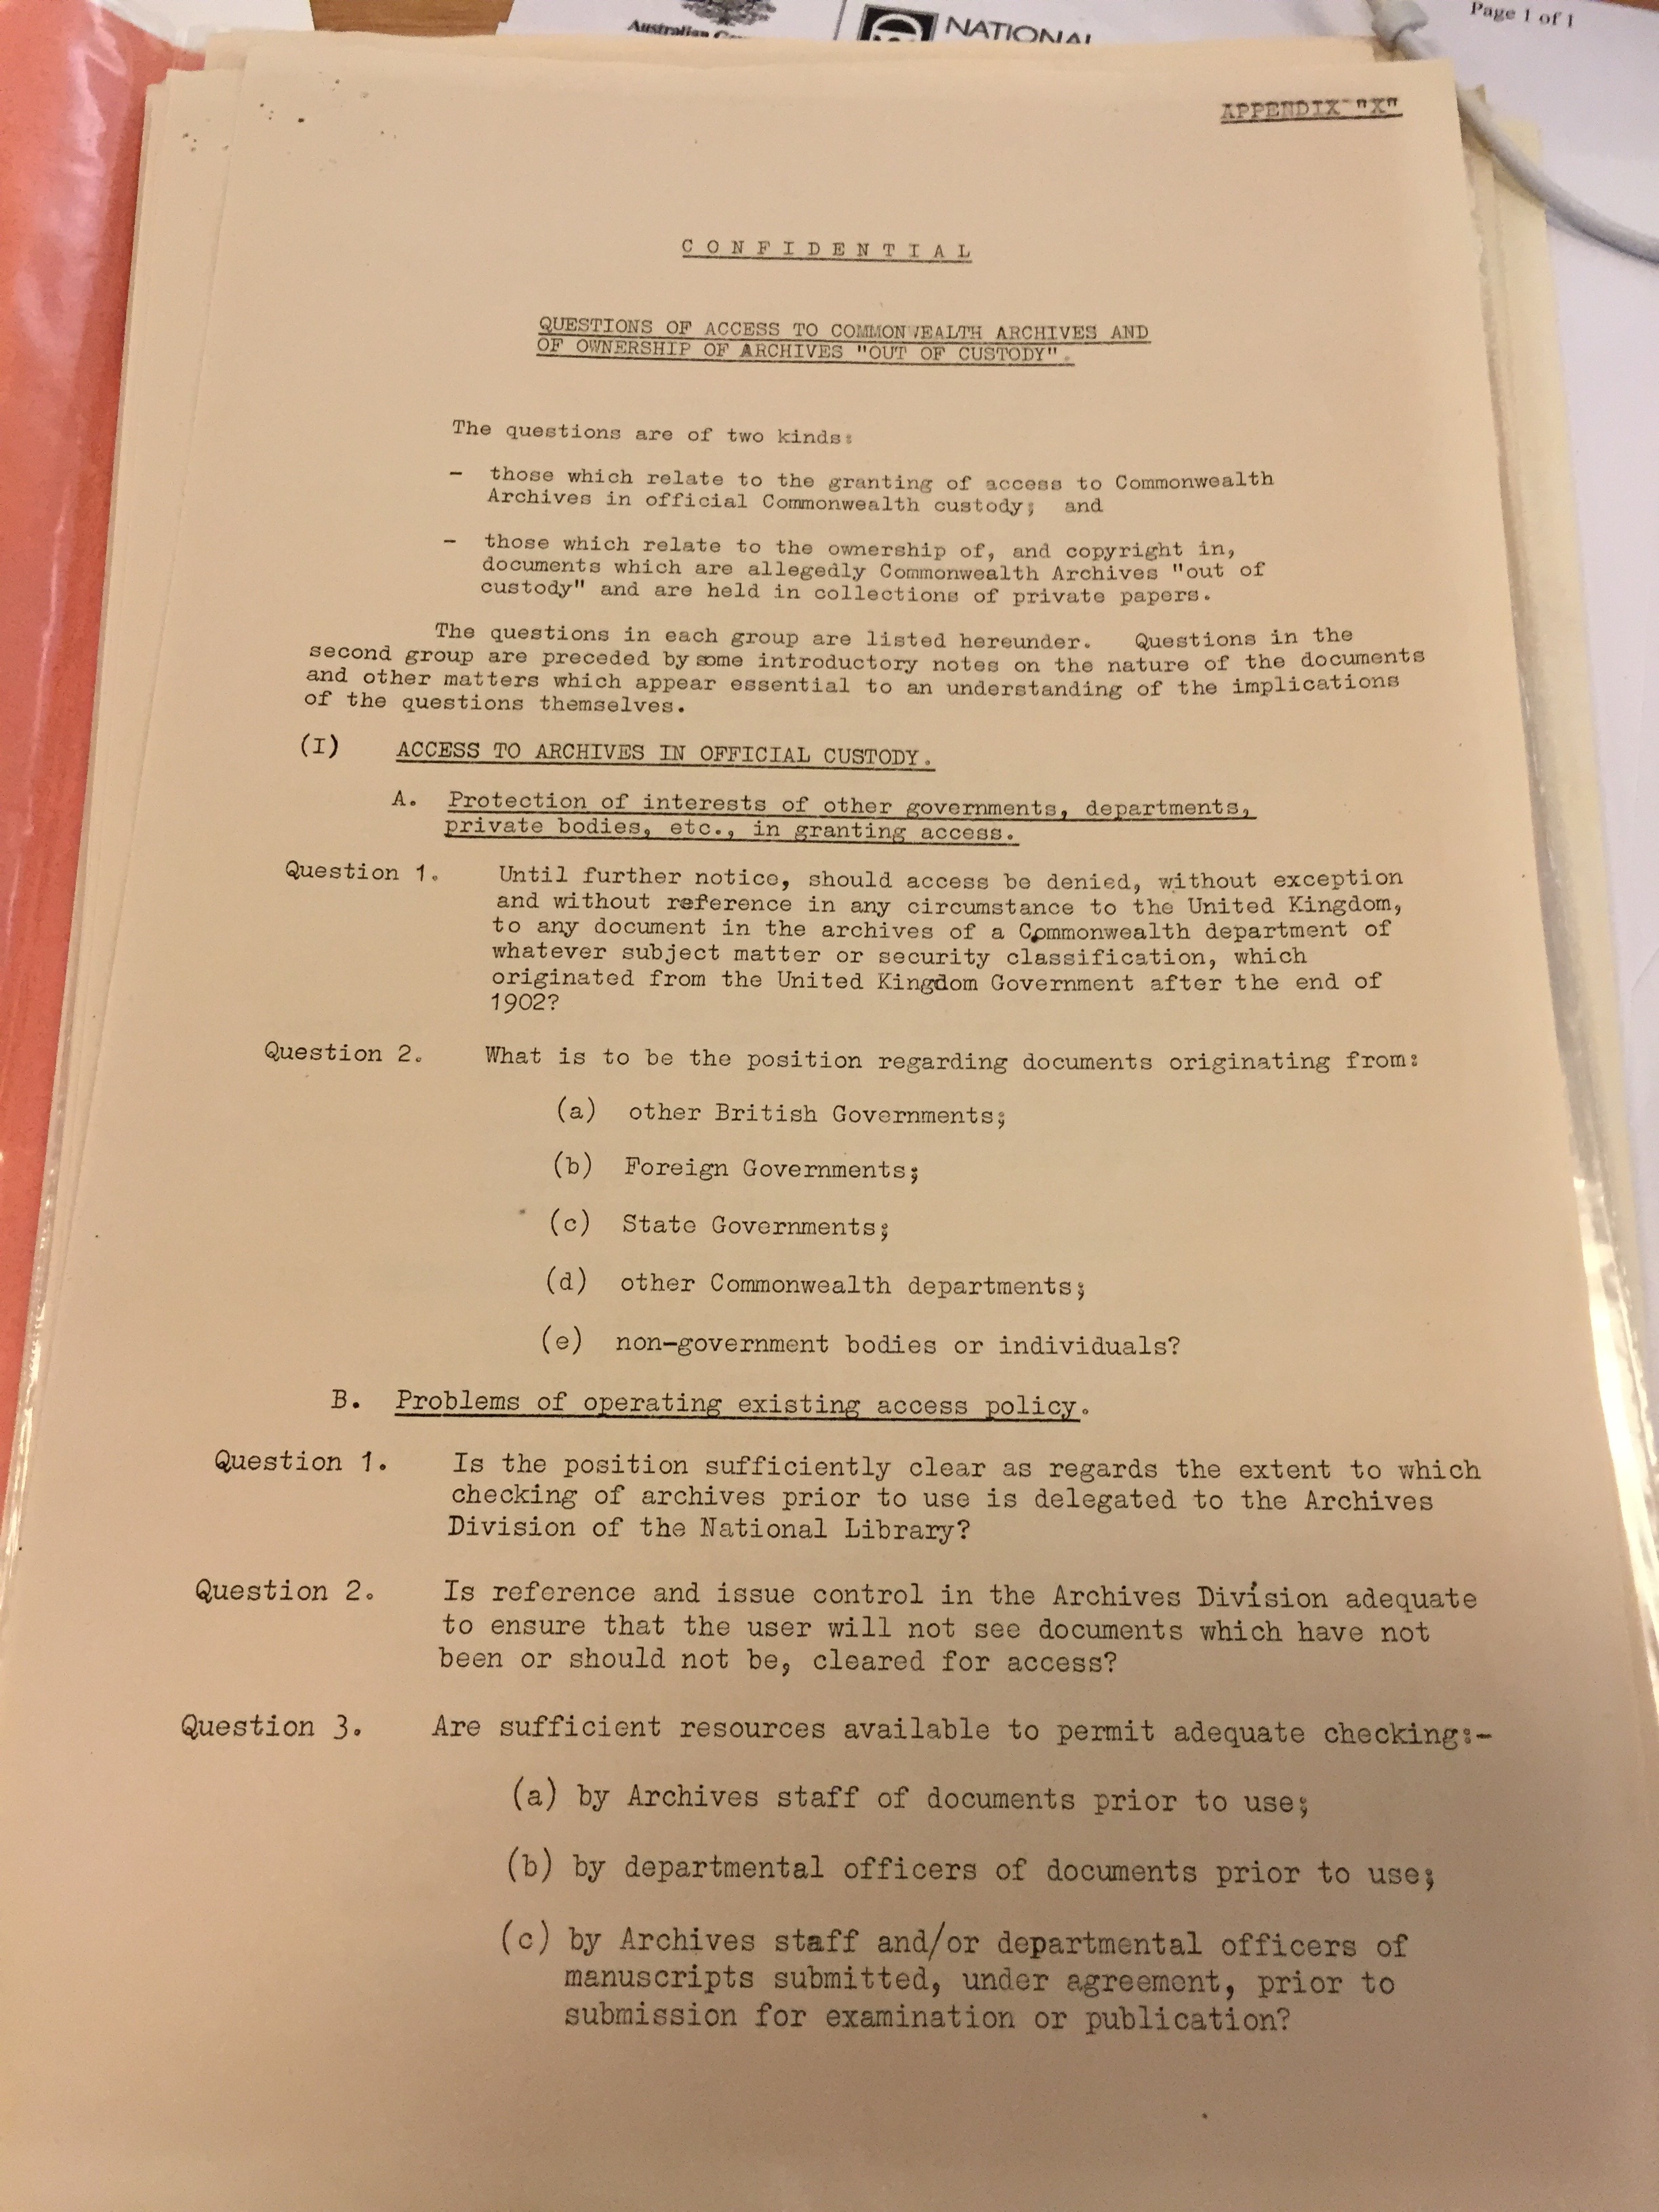 Page 1 of 1
Australian
NATIONAL
APPENDIX "X"
CONFIDENTIAL
QUESTIONS OF ACCESS TO COMMONWEALTH ARCHIVES AND
OF OWNERSHIP OF ARCHIVES "OUT OF CUSTODY".
The questions are of two kinds:
- those which relate to the granting of access to Commonwealth
Archives in official Commonwealth custody; and
- those which relate to the ownership of, and copyright in,
documents which are allegedly Commonwealth Archives "out of
custody" and are held in collections of private papers.
The questions in each group are listed hereunder. Questions in the
second group are preceded by some introductory notes on the nature of the documents
and other matters which appear essential to an understanding of the implications
of the questions themselves.
(I) ACCESS TO ARCHIVES IN OFFICIAL CUSTODY.
A. Protection of interests of other governments, departments,
private bodies, etc., in granting access.
Question 1. Until further notice, should access be denied, without exception
and without reference in any circumstance to the United Kingdom,
to any document in the archives of a Commonwealth department of
whatever subject matter or security classification, which
originated from the United Kingdom Government after the end of
1902?
Question 2. What is to be the position regarding documents originating from:
(a) other British Governments;
(b) Foreign Governments;
(c) State Governments;
(d) other Commonwealth departments;
(e) non-government bodies or individuals?
B. Problems of operating existing access policy.
Question 1. Is the position sufficiently clear as regards the extent to which
checking of archives prior to use is delegated to the Archives
Division of the National Library?
Question 2. Is reference and issue control in the Archives Division adequate
to ensure that the user will not see documents which have not
been or should not be, cleared for access?
Question 3. Are sufficient resources available to permit adequate checking:-
(a) by Archives staff of documents prior to use;
(b) by departmental officers of documents prior to use;
(c) by Archives staff and/or departmental officers of
manuscripts submitted, under agreement, prior to
submission for examination or publication?